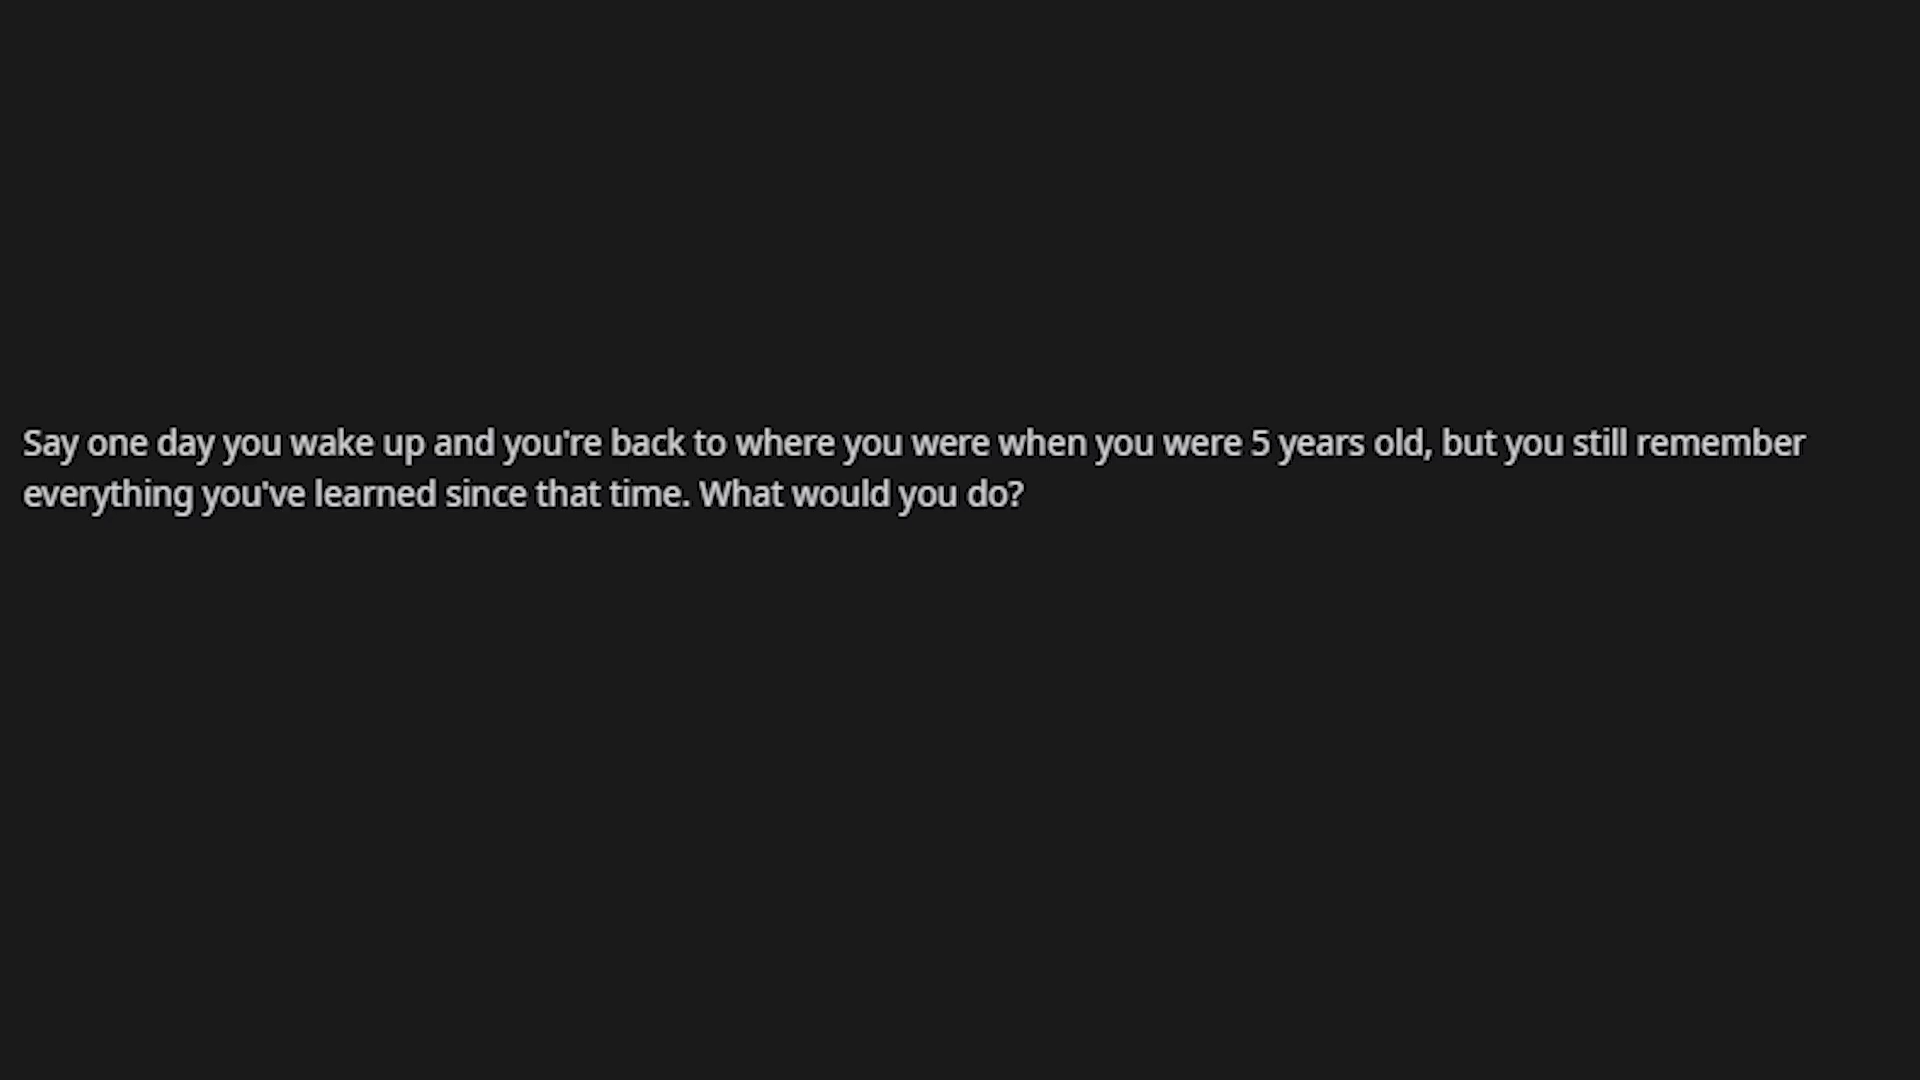 Say one day you wake up and you're back to where you were when you were 5 years old, but you still remember
everything you've learned since that time. What would you do?